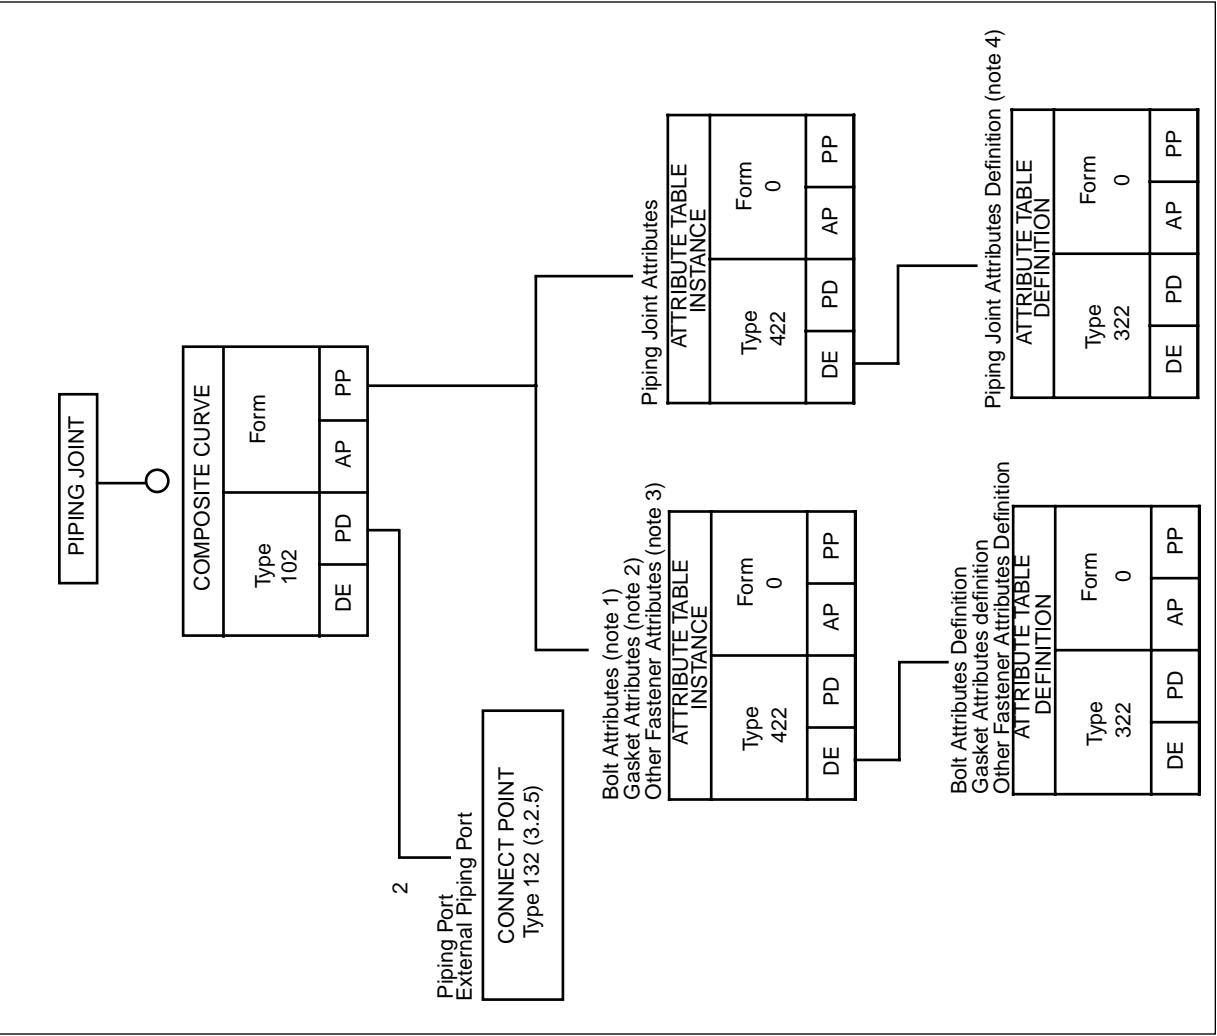 PIPING JOINT
COMPOSITE CURVE
Type
102
Form
DE
PD
AP
PP
2
Piping Port
External Piping Port
CONNECT POINT
Type 132 (3.2.5)
Bolt Attributes (note 1)
Gasket Attributes (note 2)
Other Fastener Attributes (note 3)
ATTRIBUTE TABLE
INSTANCE
Type
422
Form
0
DE
PD
AP
PP
Piping Joint Attributes
ATTRIBUTE TABLE
INSTANCE
Type
422
Form
0
DE
PD
AP
PP
Bolt Attributes Definition
Gasket Attributes definition
Other Fastener Attributes Definition
ATTRIBUTE TABLE
DEFINITION
Type
322
Form
0
DE
PD
AP
PP
Piping Joint Attributes Definition (note 4)
ATTRIBUTE TABLE
DEFINITION
Type
322
Form
0
DE
PD
AP
PP